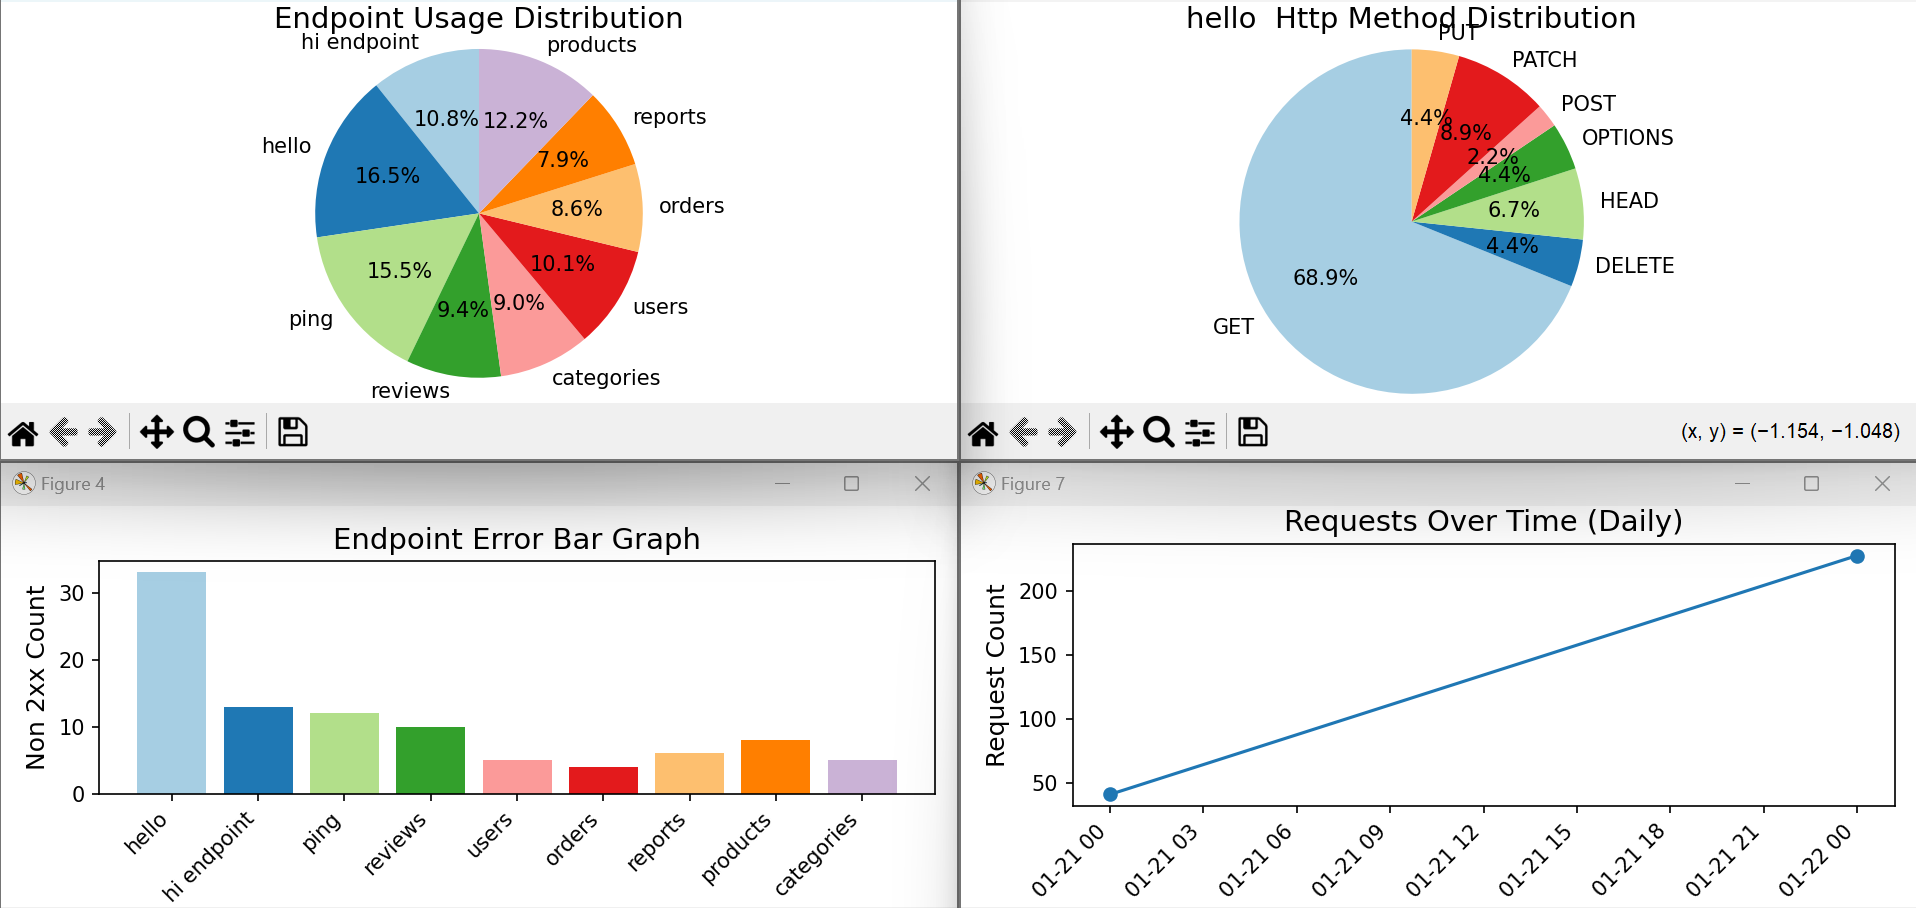 Endpoint Usage Distribution
hi endpoint
products
hello
reports
10.8%
12.2%
7.9%
16.5%
8.6%
orders
15.5%
10.1%
9.4%
9.0%
users
ping
reviews
categories
hello  Http Method Distribution
PUT
PATCH
POST
OPTIONS
4.4%
8.9%
2.2%
4.4%
HEAD
6.7%
4.4%
DELETE
68.9%
GET
(x, y) = (−1.154, −1.048)
Figure 4
Endpoint Error Bar Graph
Non 2xx Count
30
20
10
0
hello
hi endpoint
ping
reviews
users
orders
reports
products
categories
Figure 7
Requests Over Time (Daily)
Request Count
200
150
100
50
01-21 00
01-21 03
01-21 06
01-21 09
01-21 12
01-21 15
01-21 18
01-21 21
01-22 00